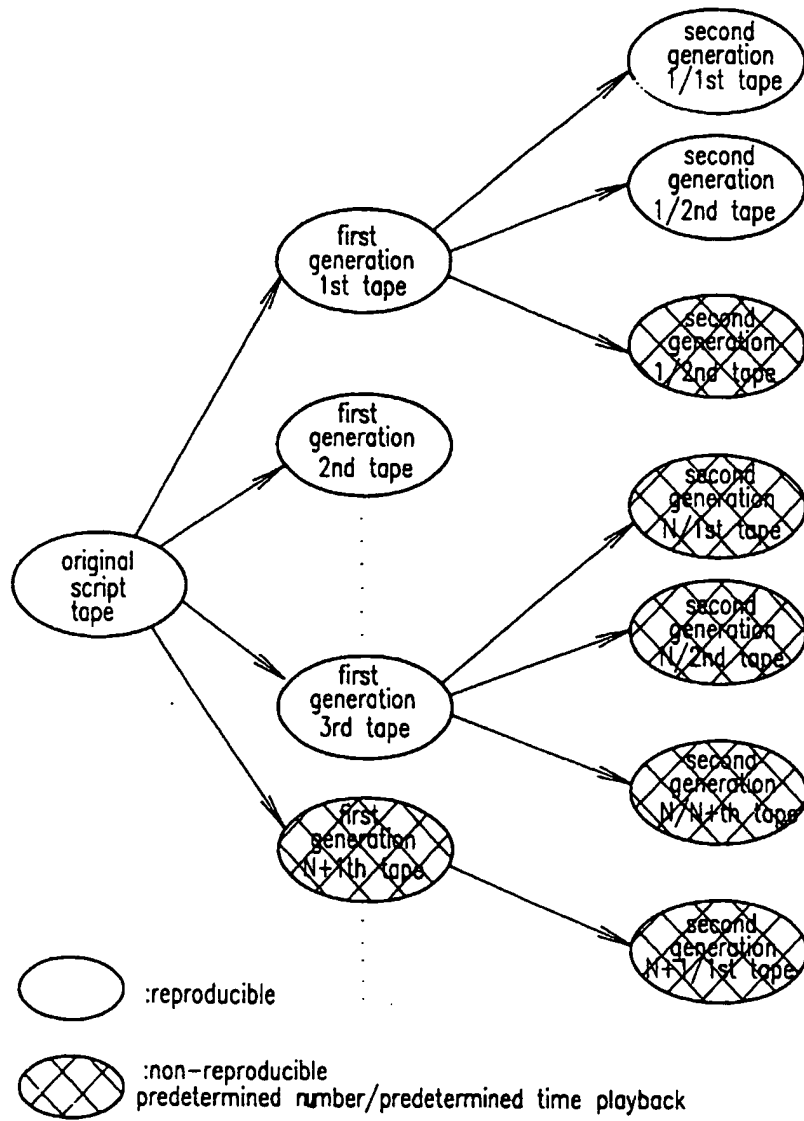 second
generation
1/1st tape
second
generation
1/2nd tape
first
generation
1st tape
second
generation
1/2nd tape
first
generation
2nd tape
second
generation
N/1st tape
original
script
tape
second
generation
N/2nd tape
first
generation
3rd tape
second
generation
N/N+th tape
first
generation
N+1th tape
second
generation
N+1/1st tape
:reproducible
:non-reproducible
predetermined number/predetermined time playback